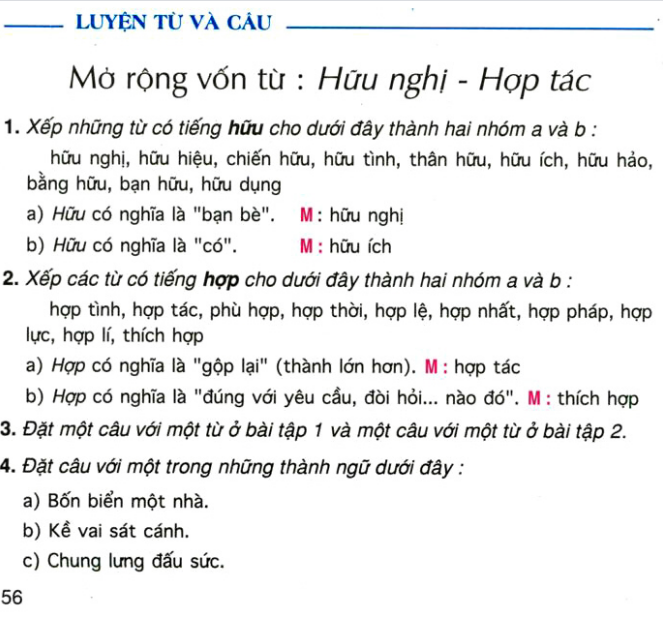 LUYỆN TỪ VÀ CÂU
Mở rộng vốn từ : Hữu nghị - Hợp tác
1. Xếp những từ có tiếng hữu cho dưới đây thành hai nhóm a và b :
hữu nghị, hữu hiệu, chiến hữu, hữu tình, thân hữu, hữu ích, hữu hảo,
bằng hữu, bạn hữu, hữu dụng
a) Hữu có nghĩa là "bạn bè". M : hữu nghị
b) Hữu có nghĩa là "có". M : hữu ích
2. Xếp các từ có tiếng hợp cho dưới đây thành hai nhóm a và b :
hợp tình, hợp tác, phù hợp, hợp thời, hợp lệ, hợp nhất, hợp pháp, hợp
lực, hợp lí, thích hợp
a) Hợp có nghĩa là "gộp lại" (thành lớn hơn). M : hợp tác
b) Hợp có nghĩa là "đúng với yêu cầu, đòi hỏi... nào đó". M : thích hợp
3. Đặt một câu với một từ ở bài tập 1 và một câu với một từ ở bài tập 2.
4. Đặt câu với một trong những thành ngữ dưới đây :
a) Bốn biển một nhà.
b) Kề vai sát cánh.
c) Chung lưng đấu sức.
56